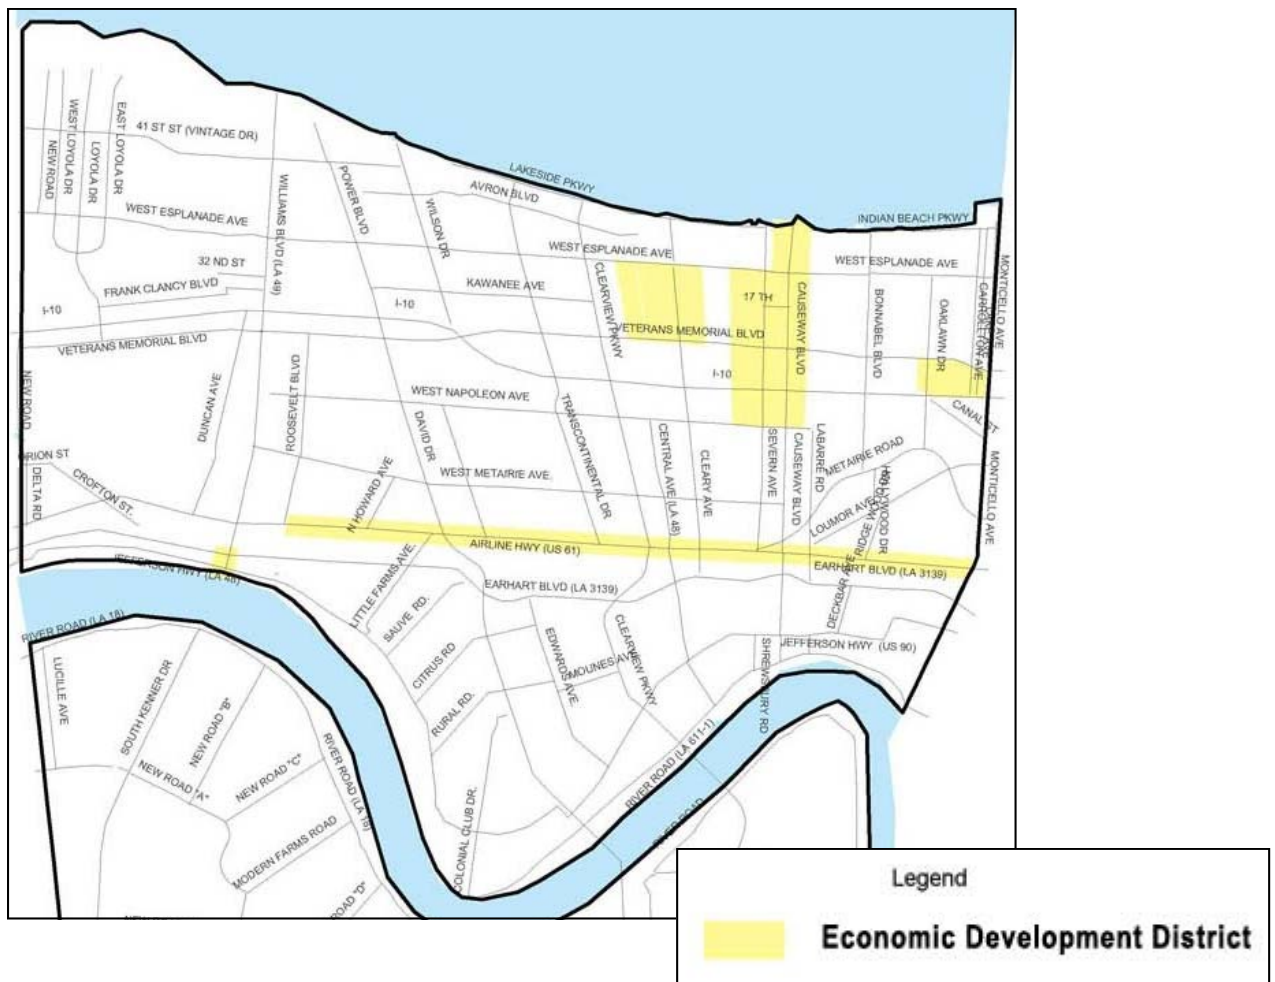 41 ST ST (VINTAGE DR)
WEST LOYOLA DR
EAST LOYOLA DR
LOYOLA DR
NEW ROAD
LAKESIDE PKWY
AVRON BLVD
POWER BLVD
WILLIAMS BLVD (LA 49)
WILSON DR
WEST ESPLANADE AVE
INDIAN BEACH PKWY
WEST ESPLANADE AVE
WEST ESPLANADE AVE
32 ND ST
FRANK CLANCY BLVD
KAWANEE AVE
CLEARVIEW PKWY
17 TH
CAUSEWAY BLVD
BONNABEL BLVD
OAKLAWN DR
MONTICELLO AVE
I-10
I-10
VETERANS MEMORIAL BLVD
VETERANS MEMORIAL BLVD
I-10
NEW ROAD
DUNCAN AVE
ROOSEVELT BLVD
WEST NAPOLEON AVE
TRANSCONTINENTAL DR
DAVID DR
CANAL ST
CENTRAL AVE (LA 48)
CLEARY AVE
SEVERN AVE
CAUSEWAY BLVD
LABARRE RD
METAIRIE ROAD
MONTICELLO AVE
ORION ST
DELTA RD
CROFTON ST.
N HOWARD AVE
WEST METAIRIE AVE.
LOUMOR AVE
HOLLYWOOD DR
AIRLINE HWY (US 61)
EARHART BLVD (LA 3139)
JEFFERSON HWY (LA 48)
LITTLE FARMS AVE.
EARHART BLVD (LA 3139)
SAUVE RD.
DECKBAR AVE
RIVER ROAD (LA 18)
LUCILLE AVE
SOUTH KENNER DR
CITRUS RD
EDWARDS AVE.
CLEARVIEW PKWY
MOUNES AVE
SHREWSBURY RD
JEFFERSON HWY (US 90)
NEW ROAD "B"
RURAL RD.
NEW ROAD "A"
NEW ROAD "C"
RIVER ROAD (LA 18)
RIVER ROAD (LA 611-1)
RIVER ROAD
COLONIAL CLUB DR.
MODERN FARMS ROAD
ROAD "D"
Legend
Economic Development District